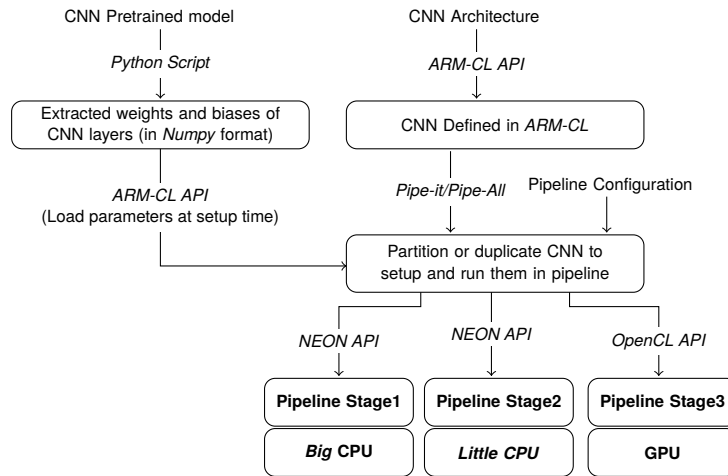 CNN Pretrained model
CNN Architecture
Python Script
ARM-CL API
Extracted weights and biases of
CNN layers (in Numpy format)
CNN Defined in ARM-CL
ARM-CL API
(Load parameters at setup time)
Pipe-it/Pipe-All
Pipeline Configuration
Partition or duplicate CNN to
setup and run them in pipeline
NEON API
NEON API
OpenCL API
Pipeline Stage1
Pipeline Stage2
Pipeline Stage3
Big CPU
Little CPU
GPU